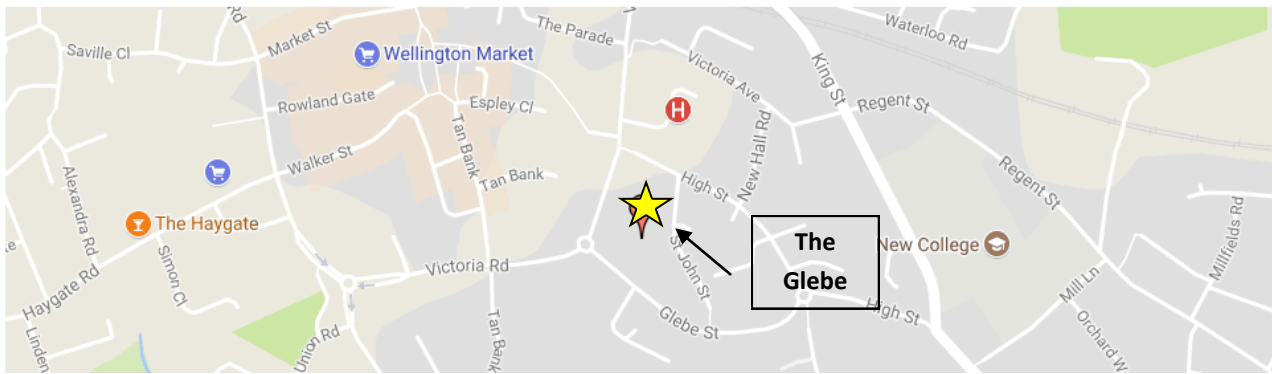 Saville Cl
Rd
Market St
Wellington Market
The Parade
Victoria Ave
King St
Waterloo Rd
Rowland Gate
Espley Cl
Tan Bank
H
New Hall Rd
Regent St
Regent St
Walker St
Tan Bank
High St
Alexandra Rd
The Haygate
Simon Cl
Haygate Rd
Linden
Union Rd
Victoria Rd
Tan Bank
St John St
Glebe St
The
Glebe
New College
High St
Mill Ln
Orchard W
Millfields Rd